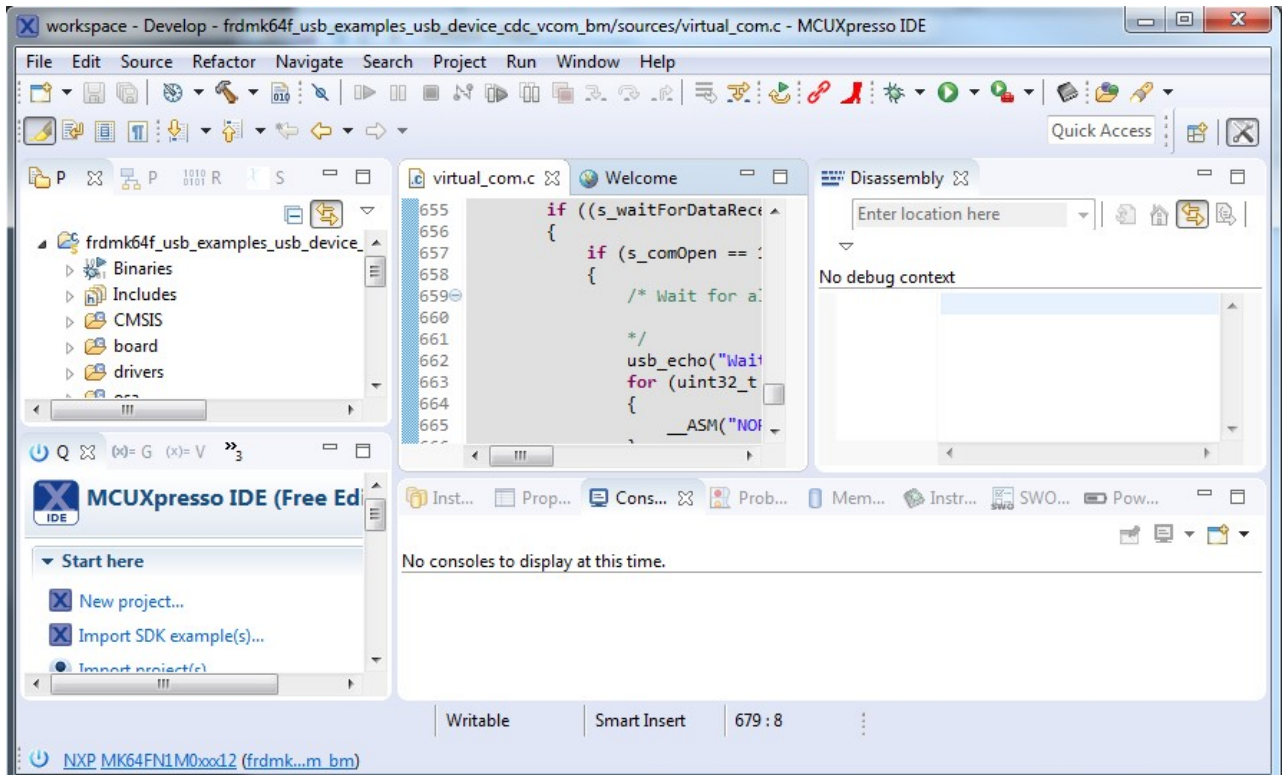 workspace - Develop - frdmk64f_usb_examples_usb_device_cdc_vcom_bm/sources/virtual_com.c - MCUXpresso IDE
File Edit Source Refactor Navigate Search Project Run Window Help
Quick Access
P P R S
frdmk64f_usb_examples_usb_device_
Binaries
Includes
CMSIS
board
drivers
virtual_com.c Welcome
655 if ((s_waitForDataRece
656 {
657 if (s_comOpen ==
658 {
659 /* Wait for al
660
661 */
662 usb_echo("Wait
663 for (uint32_t
664 {
665 __ASM("NOP
Disassembly
Enter location here
No debug context
Q (x)= G (x)= V »3
MCUXpresso IDE (Free Edi
IDE
Start here
New project...
Import SDK example(s)...
Import project(s)
Inst... Prop... Cons... Prob... Mem... Instr... SWO... Pow...
No consoles to display at this time.
Writable Smart Insert 679 : 8
NXP MK64FN1M0xxx12 (frdmk...m_bm)